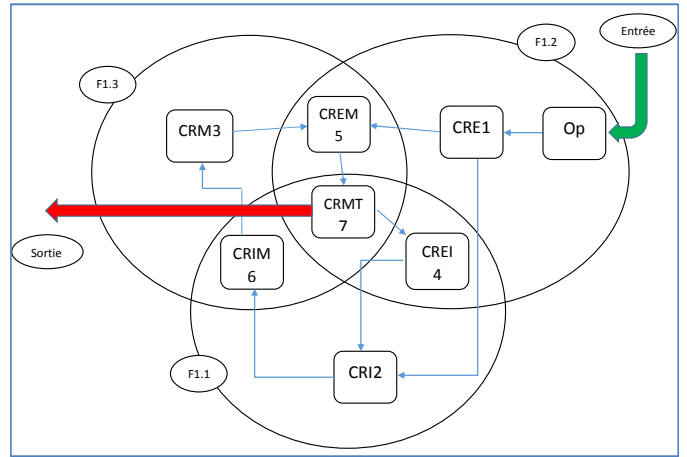 Entrée
F1.2
F1.3
CRM3
CREM
5
CRE1
Op
CRMT
7
Sortie
CRIM
6
CREI
4
CRI2
F1.1